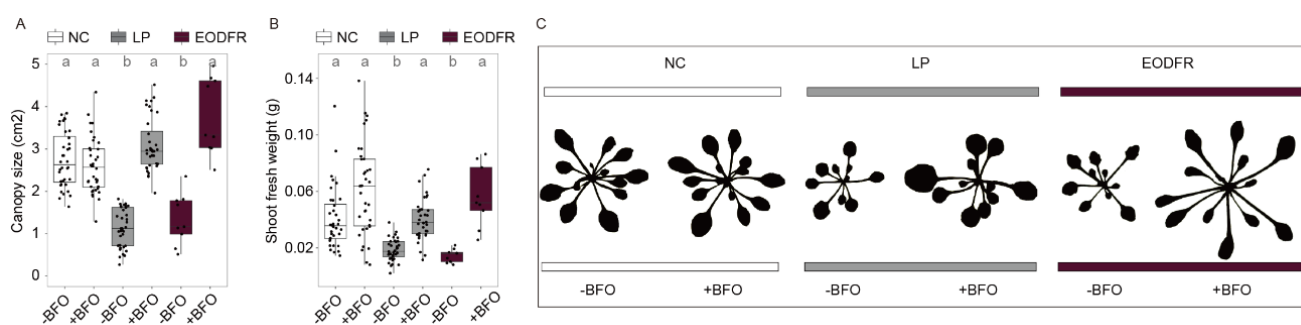 A
NC LP EODFR
a a b a b a
Canopy size (cm2)
5
4
3
2
1
0
-BFO +BFO -BFO +BFO -BFO +BFO
B
NC LP EODFR
a a b a b a
Shoot fresh weight (g)
0.14
0.10
0.06
0.02
-BFO +BFO -BFO +BFO -BFO +BFO
C
NC LP EODFR
-BFO +BFO -BFO +BFO -BFO +BFO